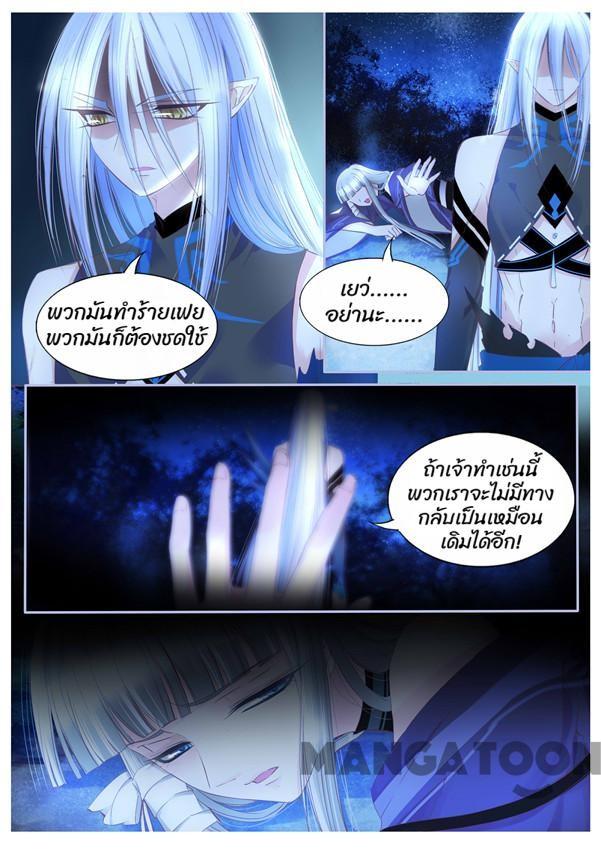 พวกมันทำร้ายเฟย
พวกมันก็ต้องชดใช้
เยว่......
อย่านะ......
ถ้าเจ้าทำเช่นนี้
พวกเราจะไม่มีทาง
กลับเป็นเหมือน
เดิมได้อีก!
MANGATOON